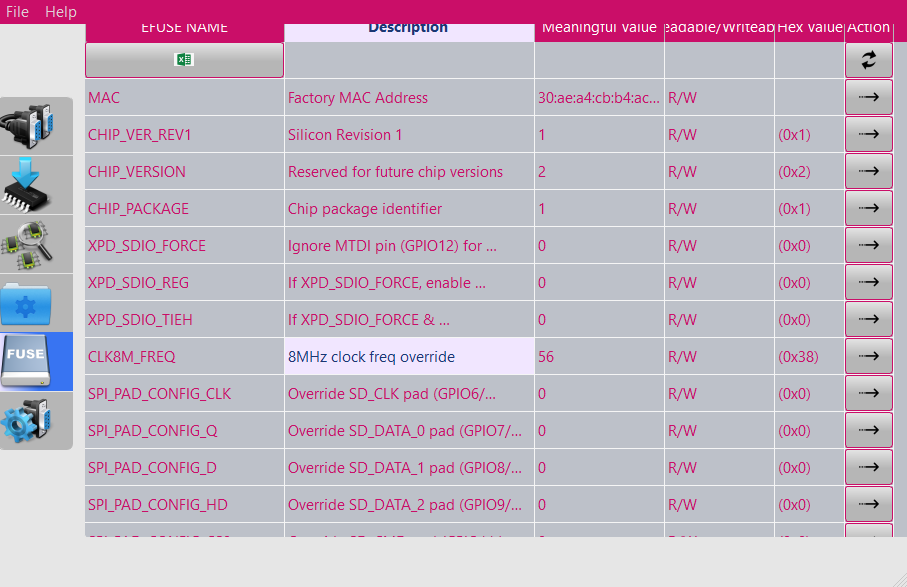 File Help
EFUSE NAME Description Meaningful Value eadable/Writeab Hex Value Action
MAC Factory MAC Address 30:ae:a4:cb:b4:ac... R/W
CHIP_VER_REV1 Silicon Revision 1 1 R/W (0x1)
CHIP_VERSION Reserved for future chip versions 2 R/W (0x2)
CHIP_PACKAGE Chip package identifier 1 R/W (0x1)
XPD_SDIO_FORCE Ignore MTDI pin (GPIO12) for ... 0 R/W (0x0)
XPD_SDIO_REG If XPD_SDIO_FORCE, enable ... 0 R/W (0x0)
XPD_SDIO_TIEH If XPD_SDIO_FORCE & ... 0 R/W (0x0)
FUSE
CLK8M_FREQ 8MHz clock freq override 56 R/W (0x38)
SPI_PAD_CONFIG_CLK Override SD_CLK pad (GPIO6/... 0 R/W (0x0)
SPI_PAD_CONFIG_Q Override SD_DATA_0 pad (GPIO7/... 0 R/W (0x0)
SPI_PAD_CONFIG_D Override SD_DATA_1 pad (GPIO8/... 0 R/W (0x0)
SPI_PAD_CONFIG_HD Override SD_DATA_2 pad (GPIO9/... 0 R/W (0x0)